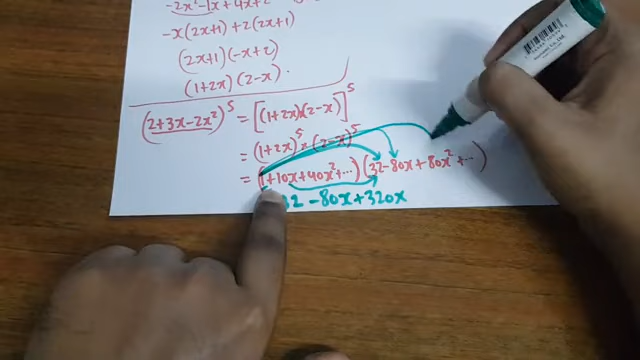 -2x²-1x+4x+2
-x(2x+1)+2(2x+1)
(2x+1)(-x+2)
(1+2x)(2-x).
(2+3x-2x²)⁵ = [(1+2x)(2-x)]⁵
= (1+2x)⁵ × (2-x)⁵
= (1+10x+40x²+...)(32-80x+80x²+...)
32 -80x+320x